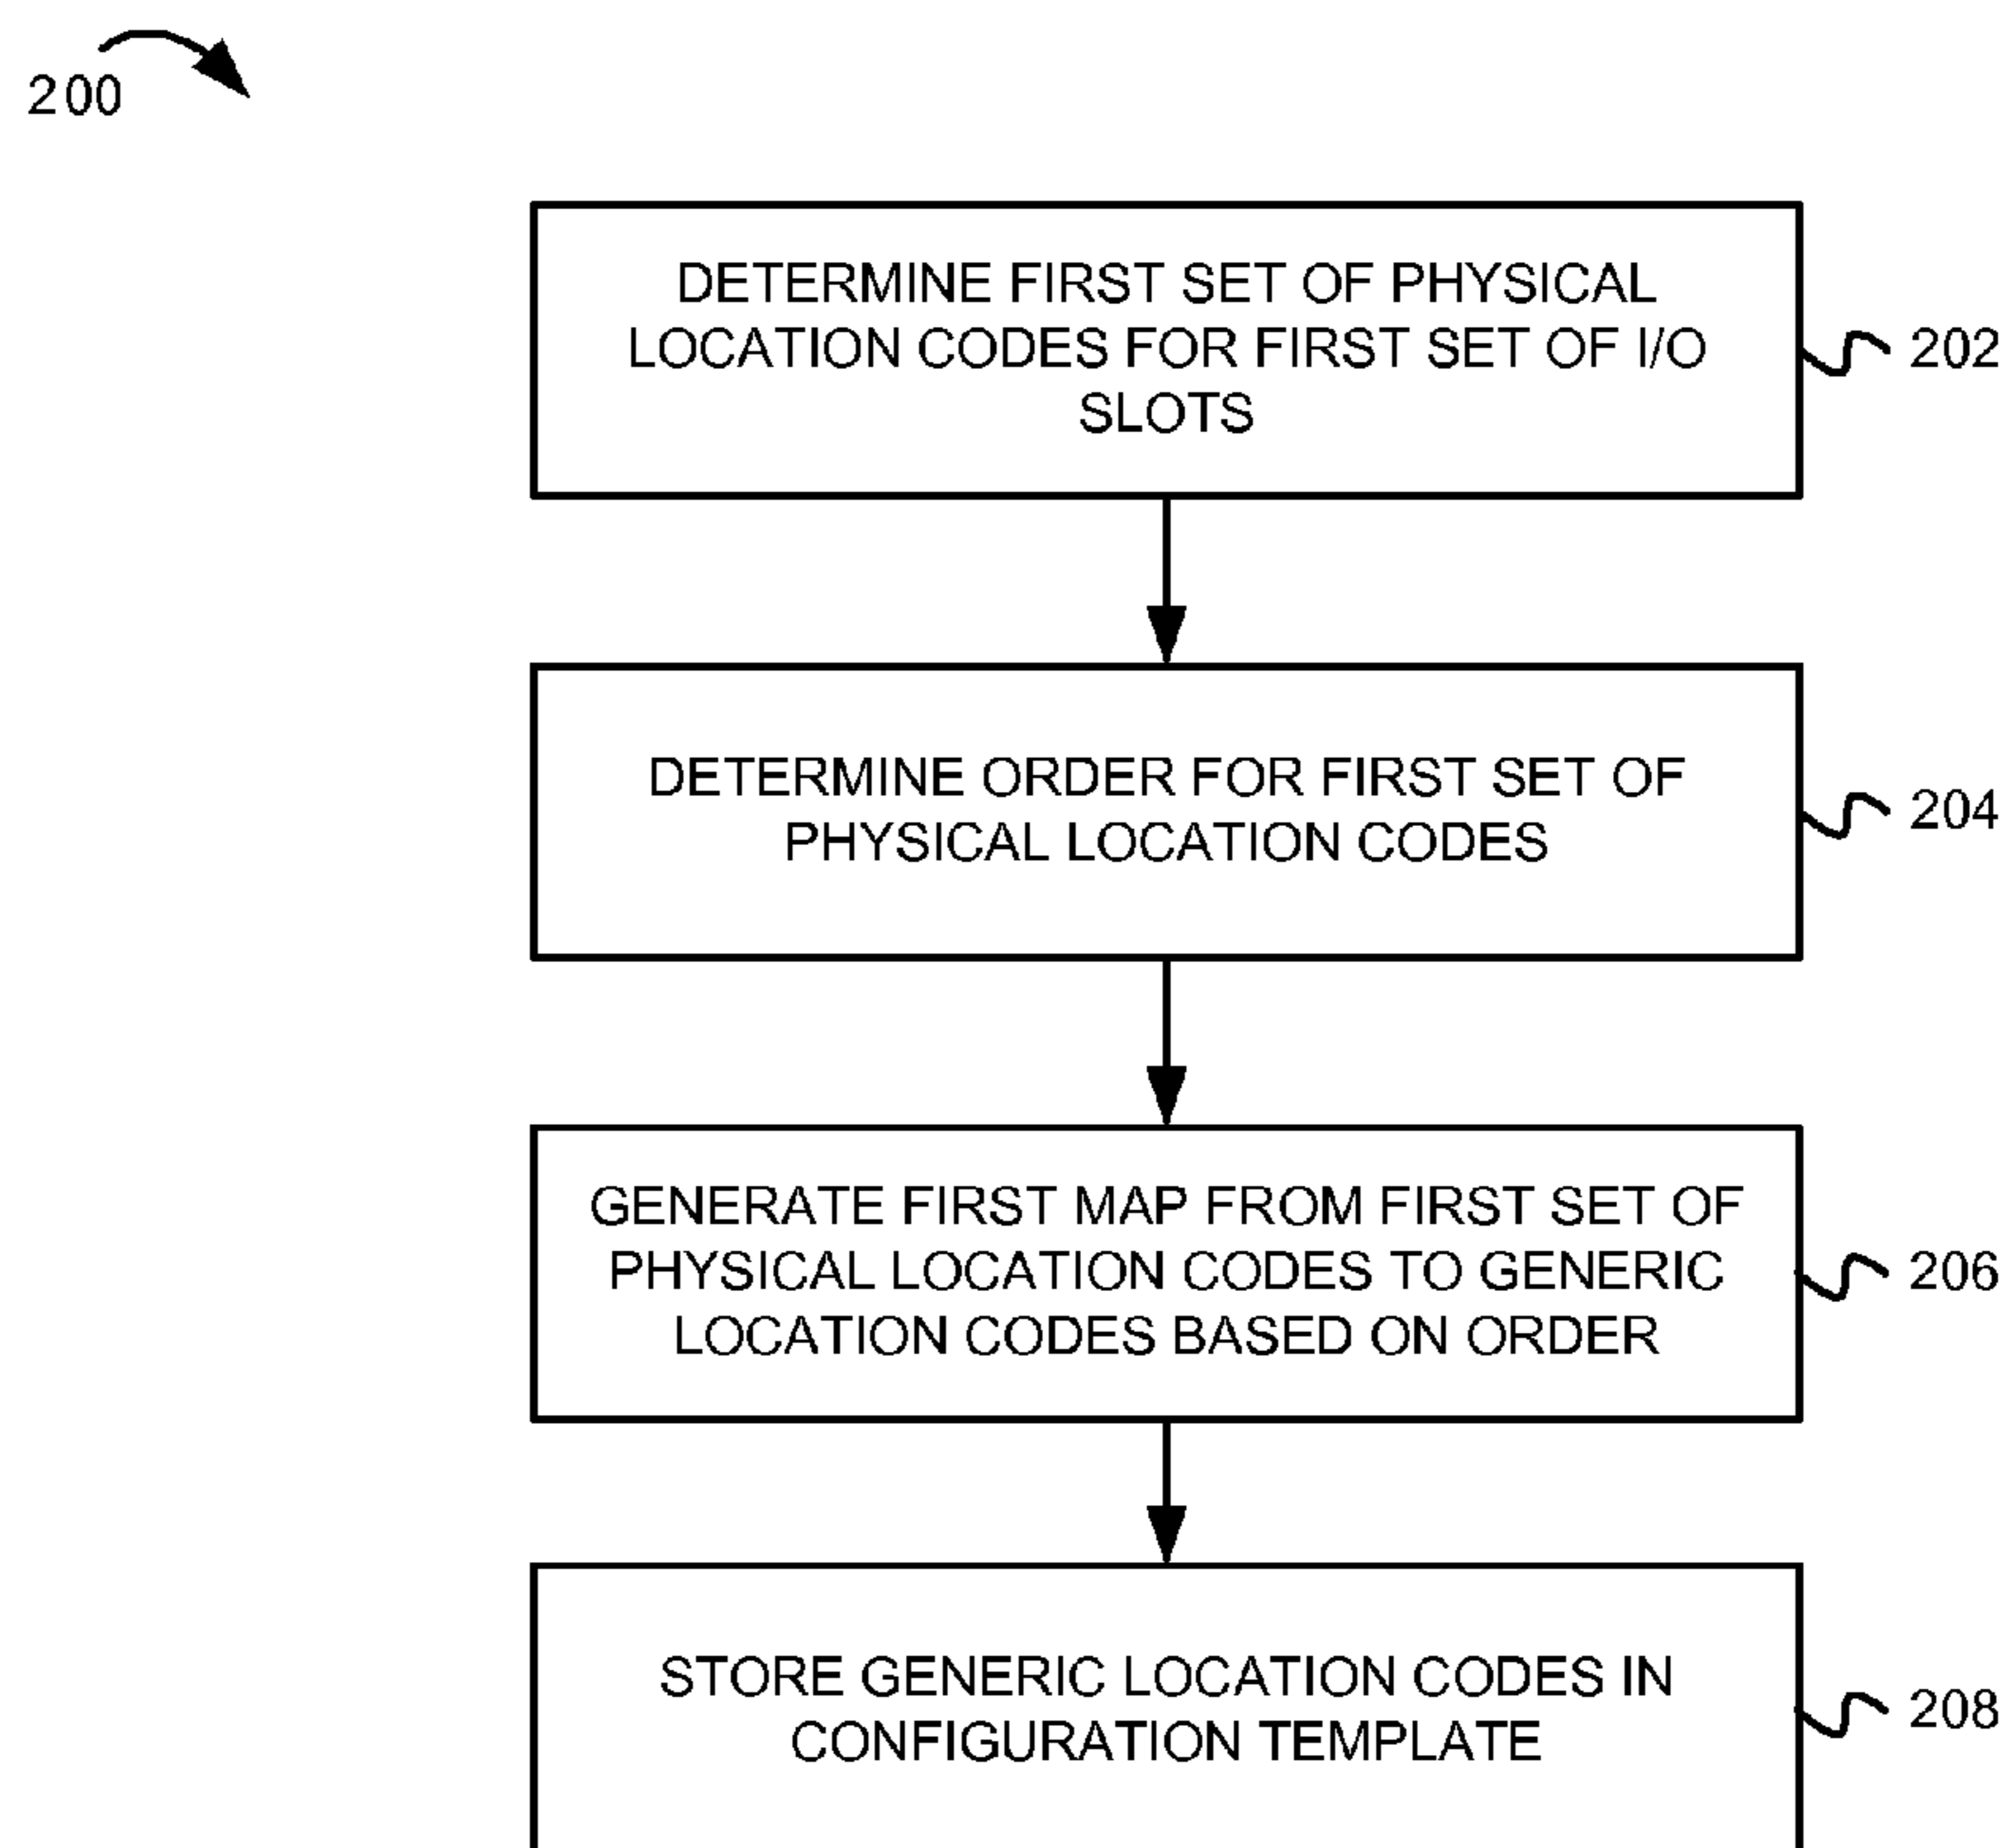 200
DETERMINE FIRST SET OF PHYSICAL
LOCATION CODES FOR FIRST SET OF I/O
SLOTS
202
DETERMINE ORDER FOR FIRST SET OF
PHYSICAL LOCATION CODES
204
GENERATE FIRST MAP FROM FIRST SET OF
PHYSICAL LOCATION CODES TO GENERIC
LOCATION CODES BASED ON ORDER
206
STORE GENERIC LOCATION CODES IN
CONFIGURATION TEMPLATE
208